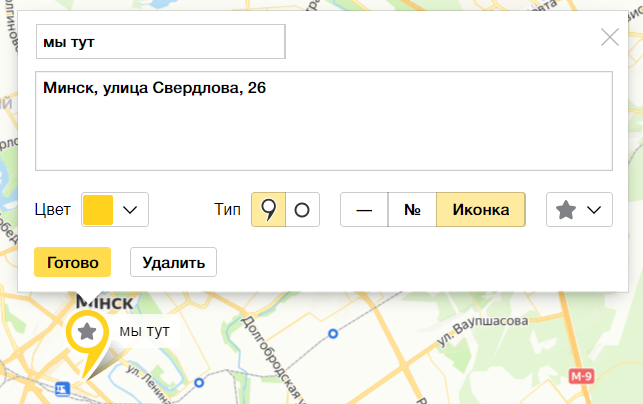 мы тут
Минск, улица Свердлова, 26
Цвет
Тип
— № Иконка
Готово
Удалить
Минск
мы тут
ул. Ваупшасова
Долгобродская у
ул. Ленина
М-9